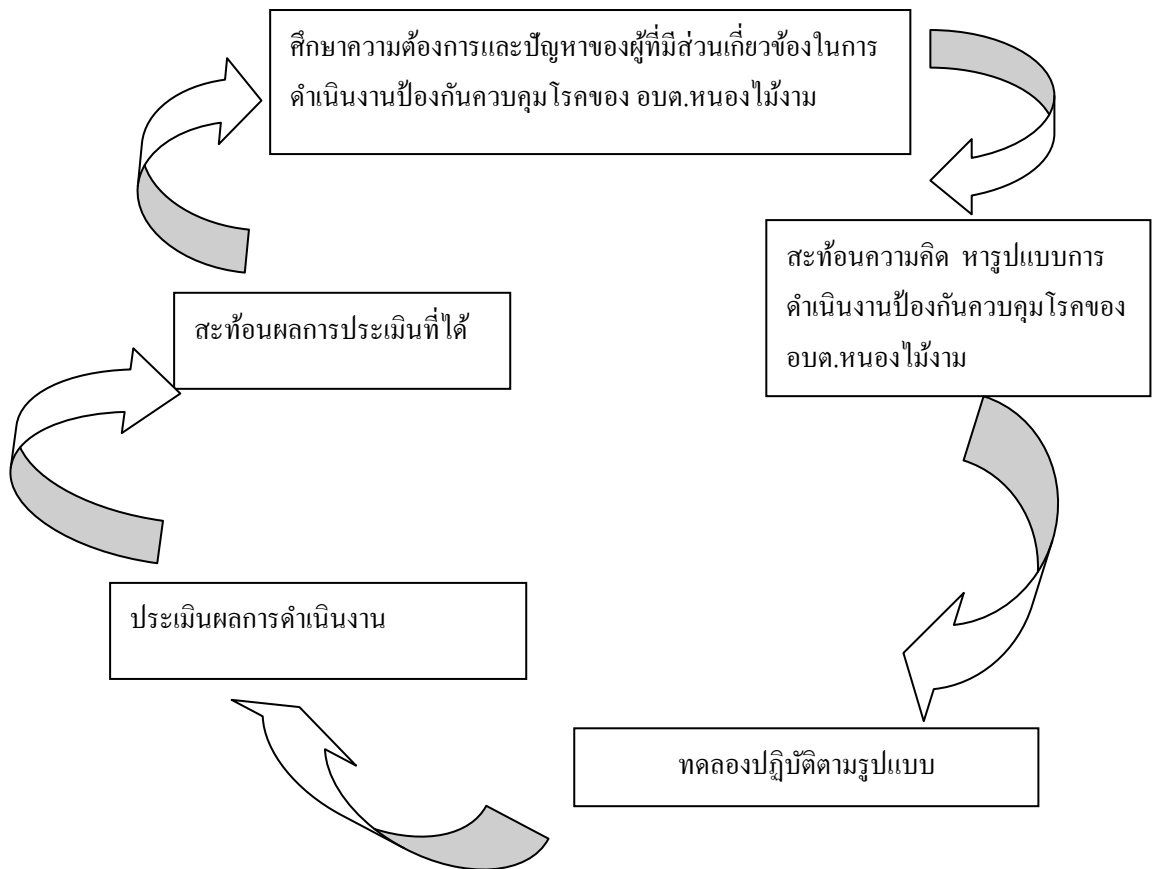 ศึกษาความต้องการและปัญหาของผู้ที่มีส่วนเกี่ยวข้องในการ
ดำเนินงานป้องกันควบคุมโรคของ อบต.หนองไม้งาม
สะท้อนความคิด หารูปแบบการ
ดำเนินงานป้องกันควบคุมโรคของ
อบต.หนองไม้งาม
ทดลองปฏิบัติตามรูปแบบ
ประเมินผลการดำเนินงาน
สะท้อนผลการประเมินที่ได้